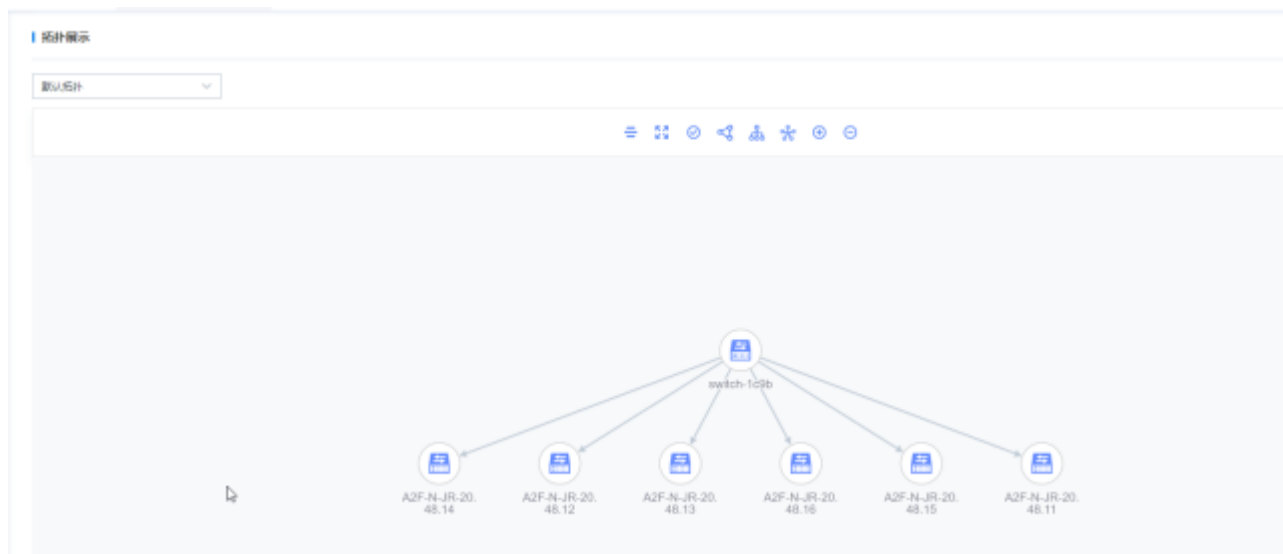 拓扑展示
默认拓扑
switch-1c9b
A2F-N-JR-20.
48.14
A2F-N-JR-20.
48.12
A2F-N-JR-20.
48.13
A2F-N-JR-20.
48.16
A2F-N-JR-20.
48.15
A2F-N-JR-20.
48.11